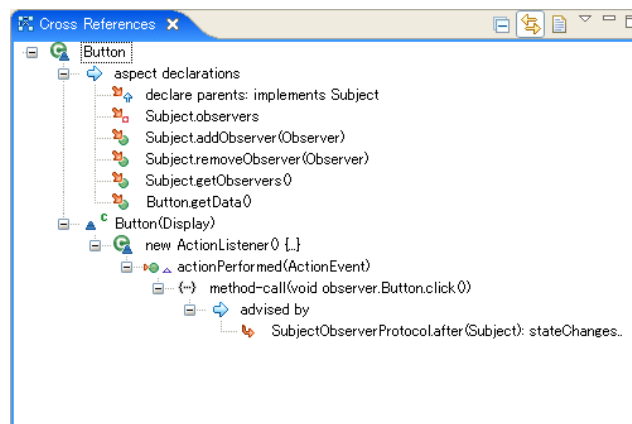 Cross References
Button
aspect declarations
declare parents: implements Subject
Subject.observers
Subject.addObserver(Observer)
Subject.removeObserver(Observer)
Subject.getObservers()
Button.getData()
Button(Display)
new ActionListener() {..}
actionPerformed(ActionEvent)
method-call(void observer.Button.click())
advised by
SubjectObserverProtocol.after(Subject): stateChanges..